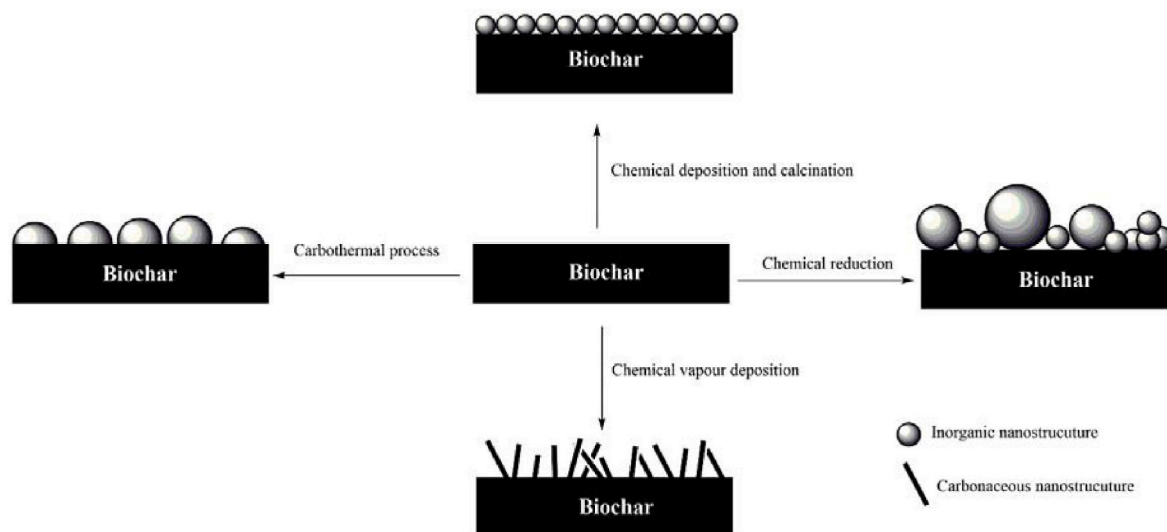 Biochar
Chemical deposition and calcination
Carbothermal process
Biochar
Biochar
Chemical reduction
Biochar
Chemical vapour deposition
Biochar
Inorganic nanostrucuture
Carbonaceous nanostrucuture